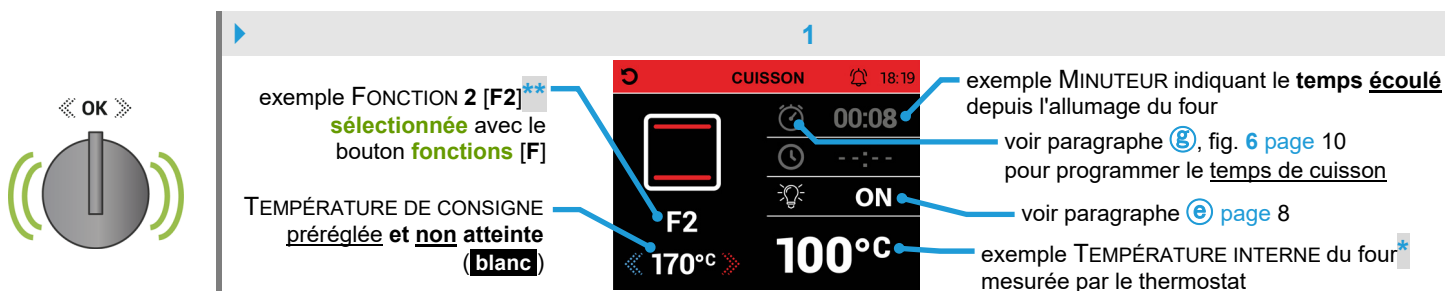 1
« OK »
exemple FONCTION 2 [F2]**
sélectionnée avec le
bouton fonctions [F]
TEMPÉRATURE DE CONSIGNE
préréglée et non atteinte
(blanc)
CUISSON 18:19
00:08
--:--
ON
F2
« 170°C »
100°C
exemple MINUTEUR indiquant le temps écoulé
depuis l'allumage du four
voir paragraphe g, fig. 6 page 10
pour programmer le temps de cuisson
voir paragraphe e page 8
exemple TEMPÉRATURE INTERNE du four*
mesurée par le thermostat